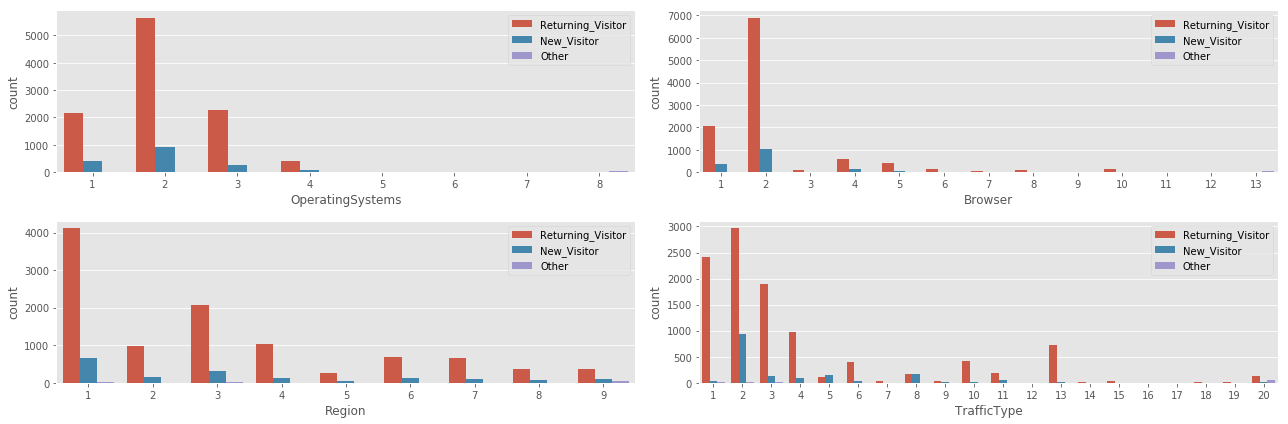 5000
4000
3000
2000
1000
0
count
1 2 3 4 5 6 7 8
OperatingSystems
Returning_Visitor
New_Visitor
Other
7000
6000
5000
4000
3000
2000
1000
0
count
1 2 3 4 5 6 7 8 9 10 11 12 13
Browser
Returning_Visitor
New_Visitor
Other
4000
3000
2000
1000
0
count
1 2 3 4 5 6 7 8 9
Region
Returning_Visitor
New_Visitor
Other
3000
2500
2000
1500
1000
500
0
count
1 2 3 4 5 6 7 8 9 10 11 12 13 14 15 16 17 18 19 20
TrafficType
Returning_Visitor
New_Visitor
Other